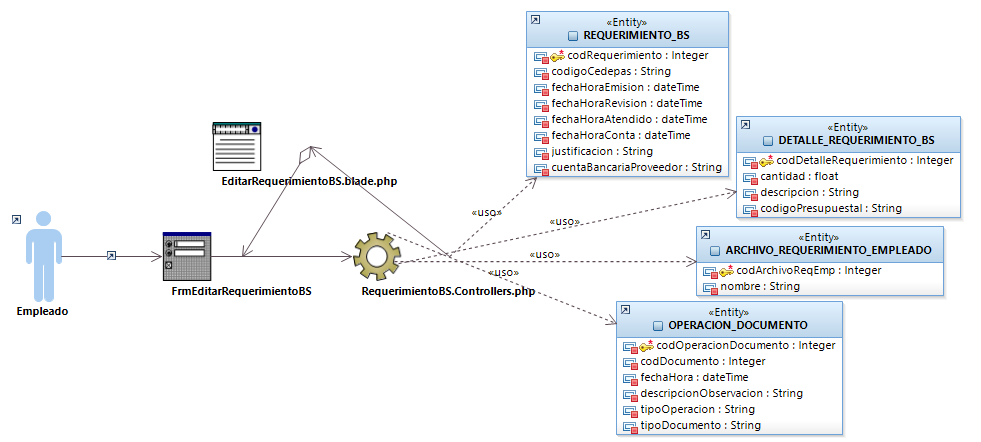 «Entity»
REQUERIMIENTO_BS
codRequerimiento : Integer
codigoCedepas : String
fechaHoraEmision : dateTime
fechaHoraRevision : dateTime
fechaHoraAtendido : dateTime
fechaHoraConta : dateTime
justificacion : String
cuentaBancariaProveedor : String
«Entity»
DETALLE_REQUERIMIENTO_BS
codDetalleRequerimiento : Integer
cantidad : float
descripcion : String
codigoPresupuestal : String
EditarRequerimientoBS.blade.php
«uso»
«uso»
«uso»
«uso»
«Entity»
ARCHIVO_REQUERIMIENTO_EMPLEADO
codArchivoReqEmp : Integer
nombre : String
Empleado
FrmEditarRequerimientoBS
RequerimientoBS.Controllers.php
«Entity»
OPERACION_DOCUMENTO
codOperacionDocumento : Integer
codDocumento : Integer
fechaHora : dateTime
descripcionObservacion : String
tipoOperacion : String
tipoDocumento : String